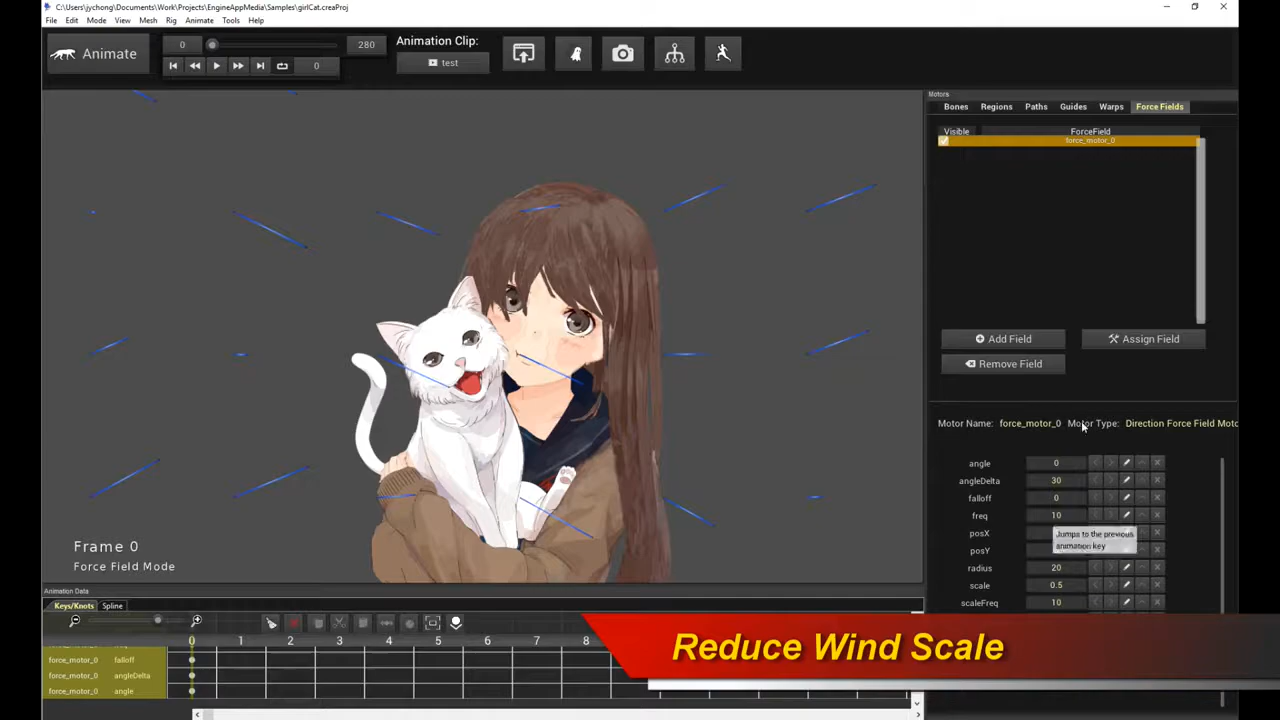 C:\Users\jychong\Documents\Work\Projects\EngineAppMedia\Samples\girlCat.creaProj
File Edit Mode View Mesh Rig Animate Tools Help
Animate
0 280
0
Animation Clip:
test
Motors
Bones Regions Paths Guides Warps Force Fields
Visible ForceField
force_motor_0
Add Field Assign Field
Remove Field
Motor Name: force_motor_0 Motor Type: Direction Force Field Moto
angle 0
angleDelta 30
falloff 0
freq 10
posX
posY
Jumps to the previous
animation key
radius 20
scale 0.5
scaleFreq 10
Frame 0
Force Field Mode
Animation Data
Keys/Knots Spline
0 1 2 3 4 5 6 7 8
force_motor_0 falloff
force_motor_0 angleDelta
force_motor_0 angle
Reduce Wind Scale